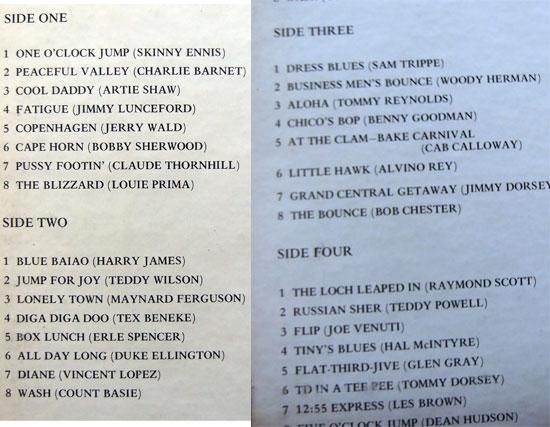 SIDE ONE
1 ONE O'CLOCK JUMP (SKINNY ENNIS)
2 PEACEFUL VALLEY (CHARLIE BARNET)
3 COOL DADDY (ARTIE SHAW)
4 FATIGUE (JIMMY LUNCEFORD)
5 COPENHAGEN (JERRY WALD)
6 CAPE HORN (BOBBY SHERWOOD)
7 PUSSY FOOTIN' (CLAUDE THORNHILL)
8 THE BLIZZARD (LOUIE PRIMA)
SIDE TWO
1 BLUE BAIAO (HARRY JAMES)
2 JUMP FOR JOY (TEDDY WILSON)
3 LONELY TOWN (MAYNARD FERGUSON)
4 DIGA DIGA DOO (TEX BENEKE)
5 BOX LUNCH (ERLE SPENCER)
6 ALL DAY LONG (DUKE ELLINGTON)
7 DIANE (VINCENT LOPEZ)
8 WASH (COUNT BASIE)
SIDE THREE
1 DRESS BLUES (SAM TRIPPE)
2 BUSINESS MEN'S BOUNCE (WOODY HERMAN)
3 ALOHA (TOMMY REYNOLDS)
4 CHICO'S BOP (BENNY GOODMAN)
5 AT THE CLAM-BAKE CARNIVAL
(CAB CALLOWAY)
6 LITTLE HAWK (ALVINO REY)
7 GRAND CENTRAL GETAWAY (JIMMY DORSEY
8 THE BOUNCE (BOB CHESTER)
SIDE FOUR
1 THE LOCH LEAPED IN (RAYMOND SCOTT)
2 RUSSIAN SHER (TEDDY POWELL)
3 FLIP (JOE VENUTI)
4 TINY'S BLUES (HAL McINTYRE)
5 FLAT-THIRD-JIVE (GLEN GRAY)
6 TD IN A TEE PEE (TOMMY DORSEY)
7 12:55 EXPRESS (LES BROWN)
O'CLOCK JUMP (DEAN HUDSON)